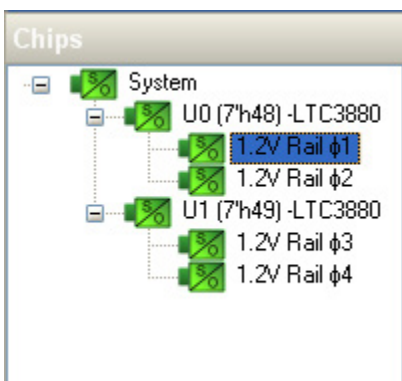 Chips
S/O System
S/O U0 (7'h48) -LTC3880
S/O 1.2V Rail ϕ1
S/O 1.2V Rail ϕ2
S/O U1 (7'h49) -LTC3880
S/O 1.2V Rail ϕ3
S/O 1.2V Rail ϕ4